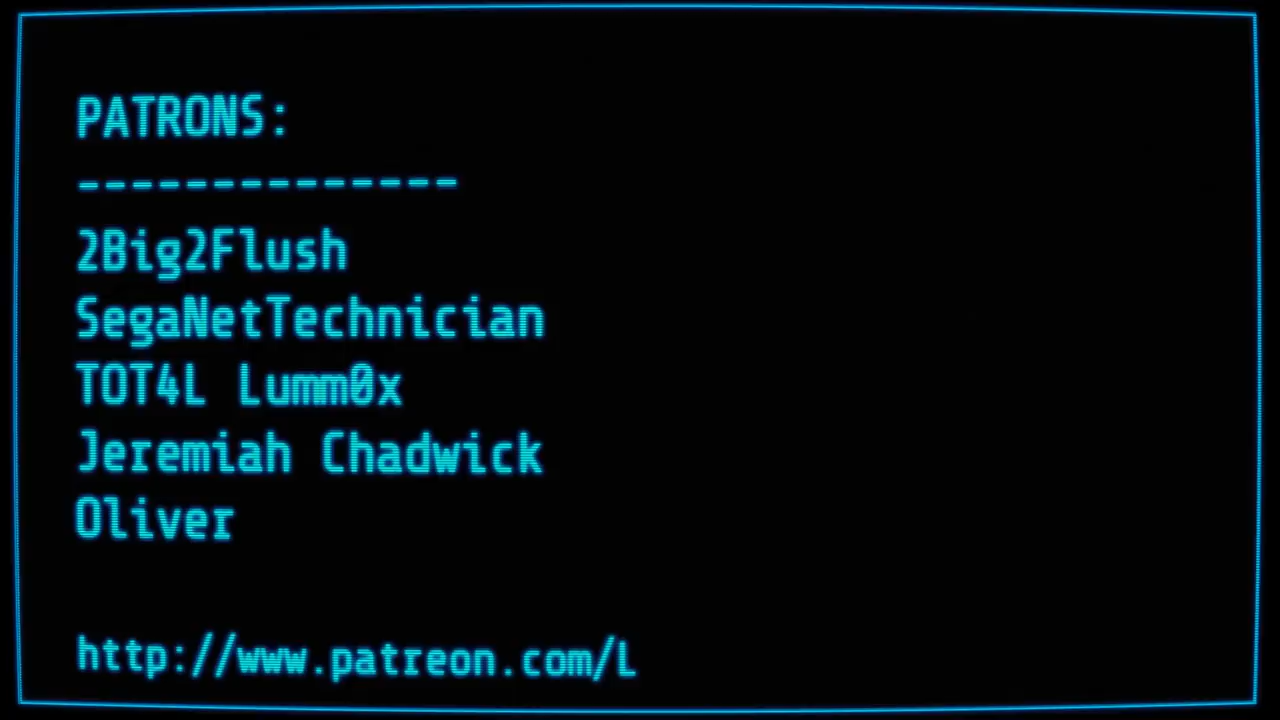 PATRONS:
--------------
2Big2Flush
SegaNetTechnician
TOT4L Lumm0x
Jeremiah Chadwick
Oliver
http://www.patreon.com/L